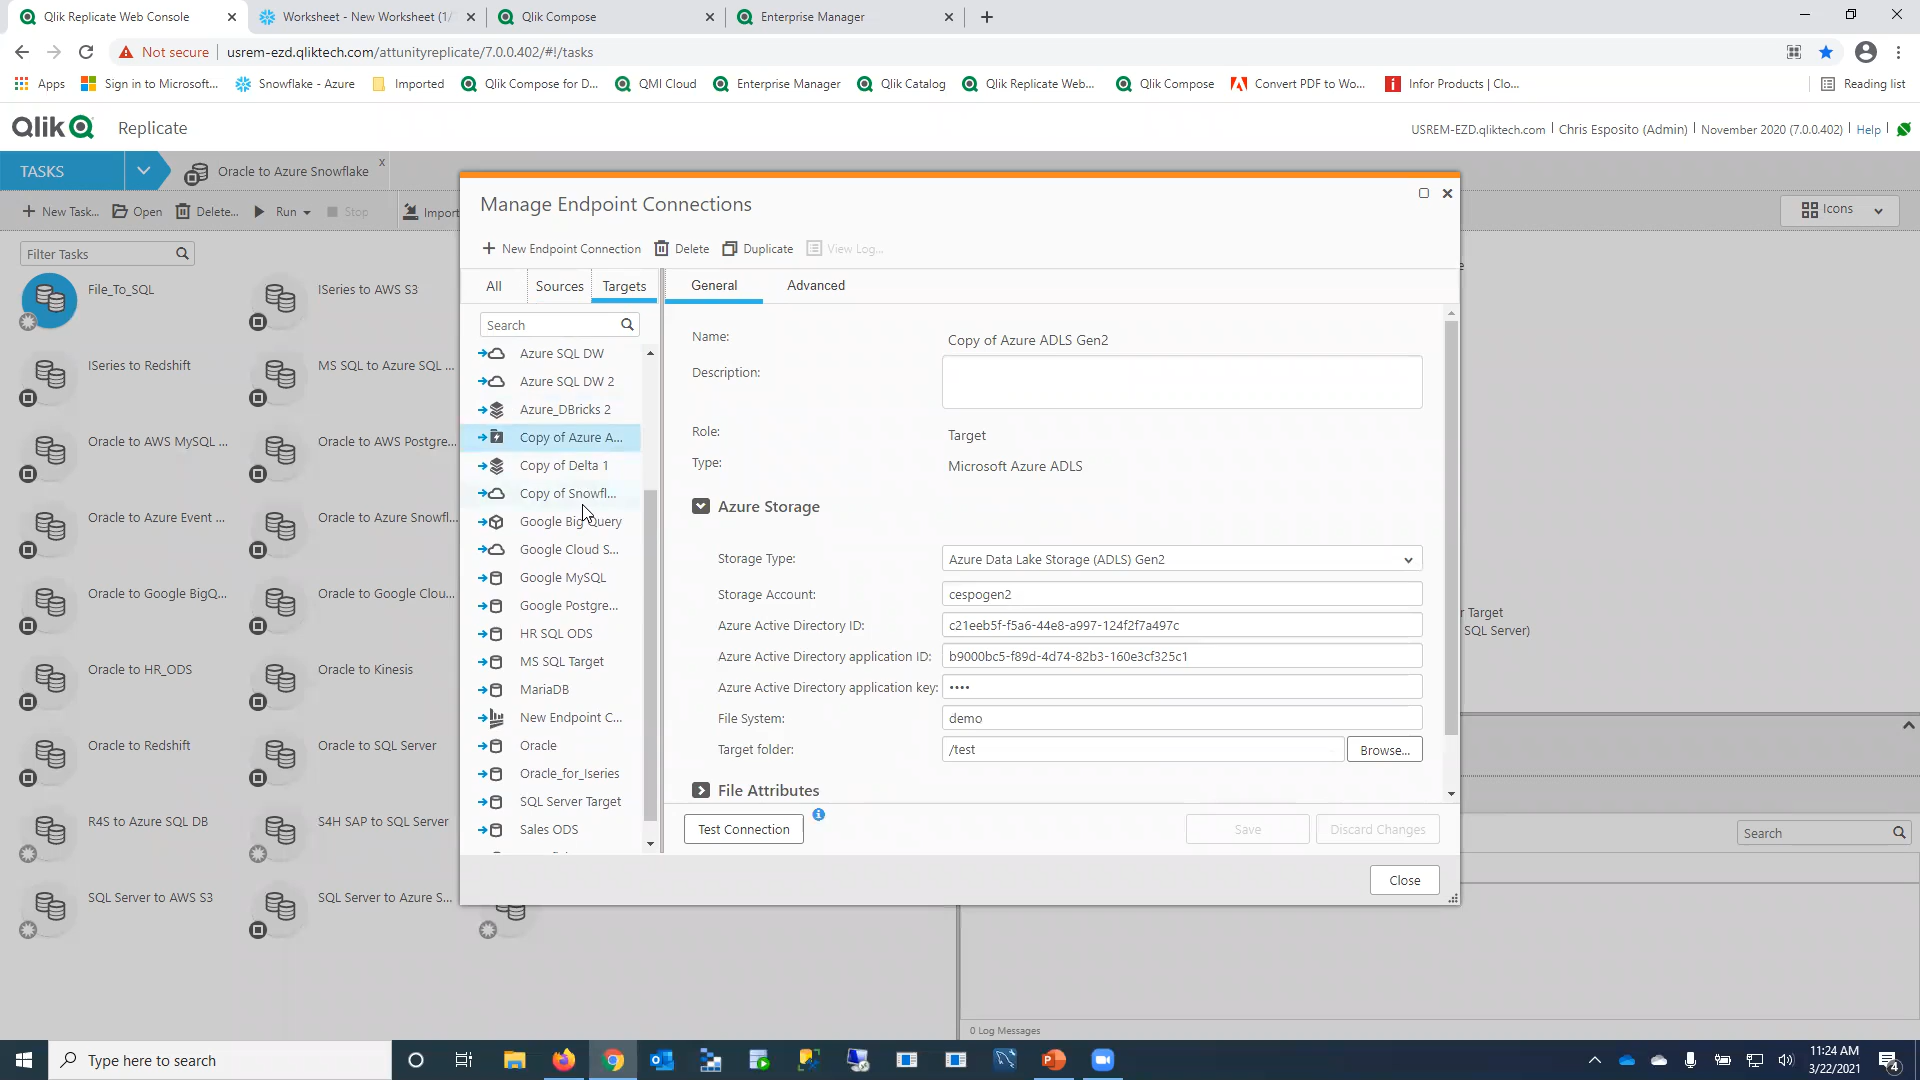 Qlik Replicate Web Console
Worksheet - New Worksheet (1/
Qlik Compose
Enterprise Manager
Not secure
usrem-ezd.qliktech.com/attunityreplicate/7.0.0.402/#!/tasks
Apps
Sign in to Microsoft...
Snowflake - Azure
Imported
Qlik Compose for D...
QMI Cloud
Enterprise Manager
Qlik Catalog
Qlik Replicate Web...
Qlik Compose
Convert PDF to Wo...
Infor Products | Clo...
Reading list
Qlik
Replicate
USREM-EZD.qliktech.com
Chris Esposito (Admin)
November 2020 (7.0.0.402)
Help
TASKS
Oracle to Azure Snowflake
x
New Task...
Open
Delete...
Run
Stop
Import
Icons
Filter Tasks
File_To_SQL
ISeries to AWS S3
ISeries to Redshift
MS SQL to Azure SQL ...
Oracle to AWS MySQL ...
Oracle to AWS Postgre...
Oracle to Azure Event ...
Oracle to Azure Snowfl...
Oracle to Google BigQ...
Oracle to Google Clou...
Oracle to HR_ODS
Oracle to Kinesis
Oracle to Redshift
Oracle to SQL Server
R4S to Azure SQL DB
S4H SAP to SQL Server
SQL Server to AWS S3
SQL Server to Azure S...
Manage Endpoint Connections
New Endpoint Connection
Delete
Duplicate
View Log...
All
Sources
Targets
Search
Azure SQL DW
Azure SQL DW 2
Azure_DBricks 2
Copy of Azure A...
Copy of Delta 1
Copy of Snowfl...
Google Big Query
Google Cloud S...
Google MySQL
Google Postgre...
HR SQL ODS
MS SQL Target
MariaDB
New Endpoint C...
Oracle
Oracle_for_Iseries
SQL Server Target
Sales ODS
General
Advanced
Name:
Copy of Azure ADLS Gen2
Description:
Role:
Target
Type:
Microsoft Azure ADLS
Azure Storage
Storage Type:
Azure Data Lake Storage (ADLS) Gen2
Storage Account:
cespogen2
Azure Active Directory ID:
c21eeb5f-f5a6-44e8-a997-124f2f7a497c
Azure Active Directory application ID:
b9000bc5-f89d-4d74-82b3-160e3cf325c1
Azure Active Directory application key:
••••
File System:
demo
Target folder:
/test
Browse...
File Attributes
Test Connection
Save
Discard Changes
Close
r Target
SQL Server)
Search
0 Log Messages
Type here to search
11:24 AM
3/22/2021
4